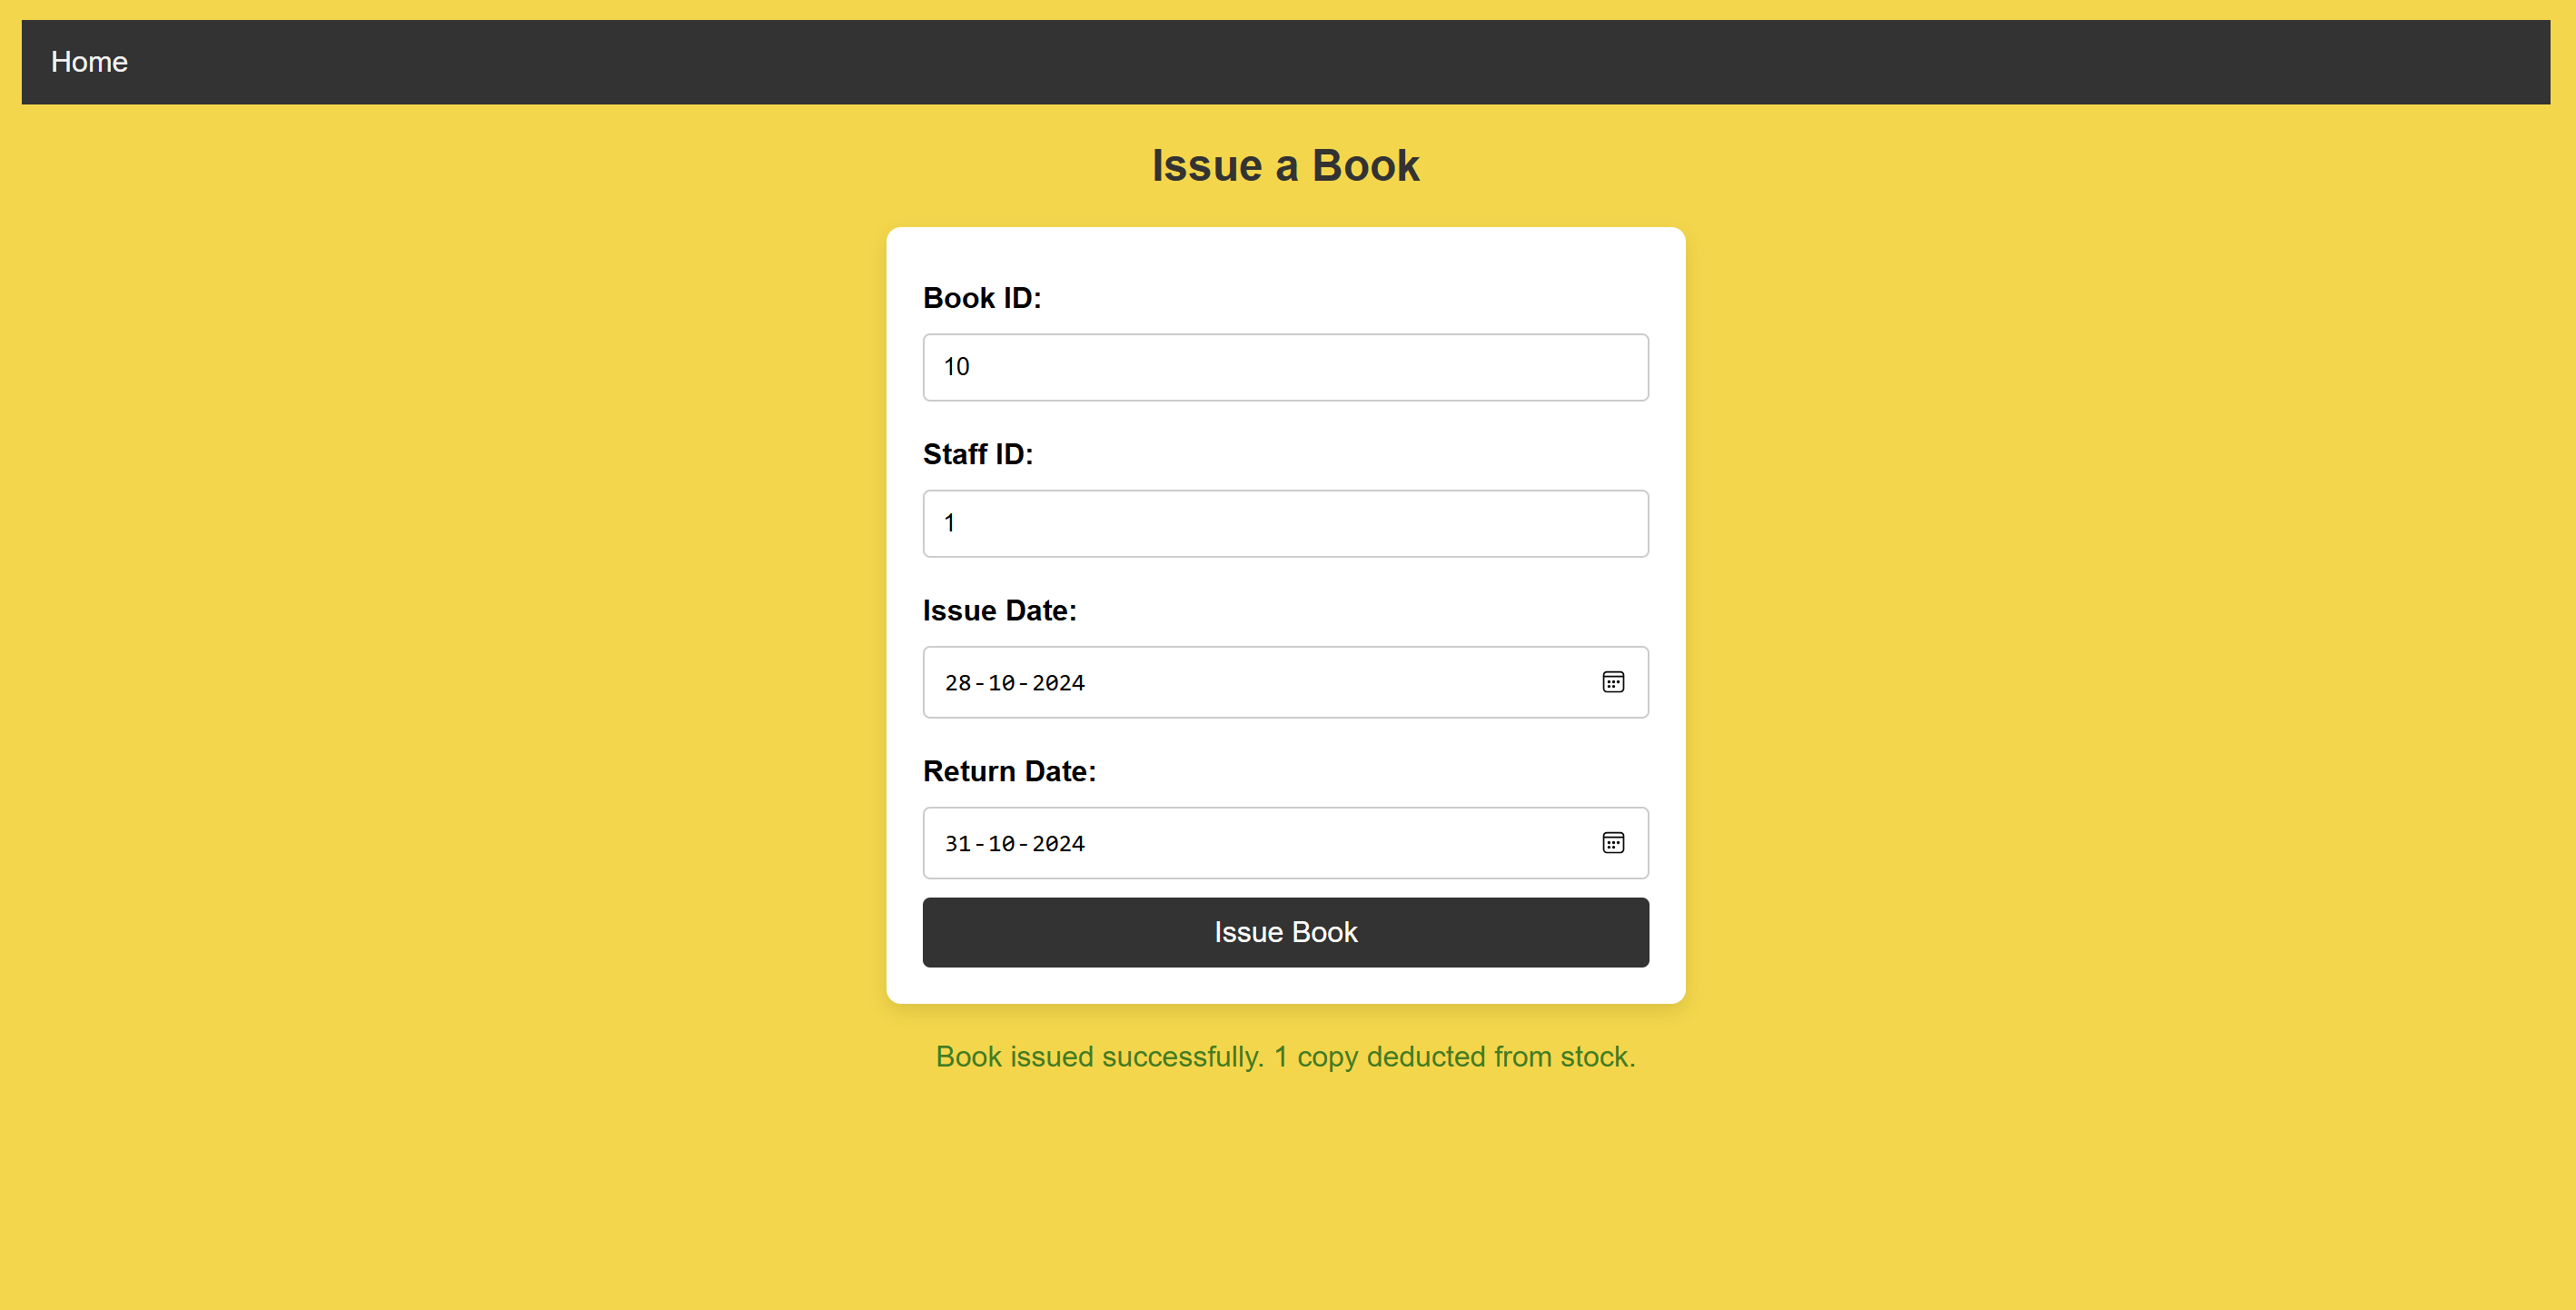 Home
Issue a Book
Book ID:
10
Staff ID:
1
Issue Date:
28-10-2024
Return Date:
31-10-2024
Issue Book
Book issued successfully. 1 copy deducted from stock.